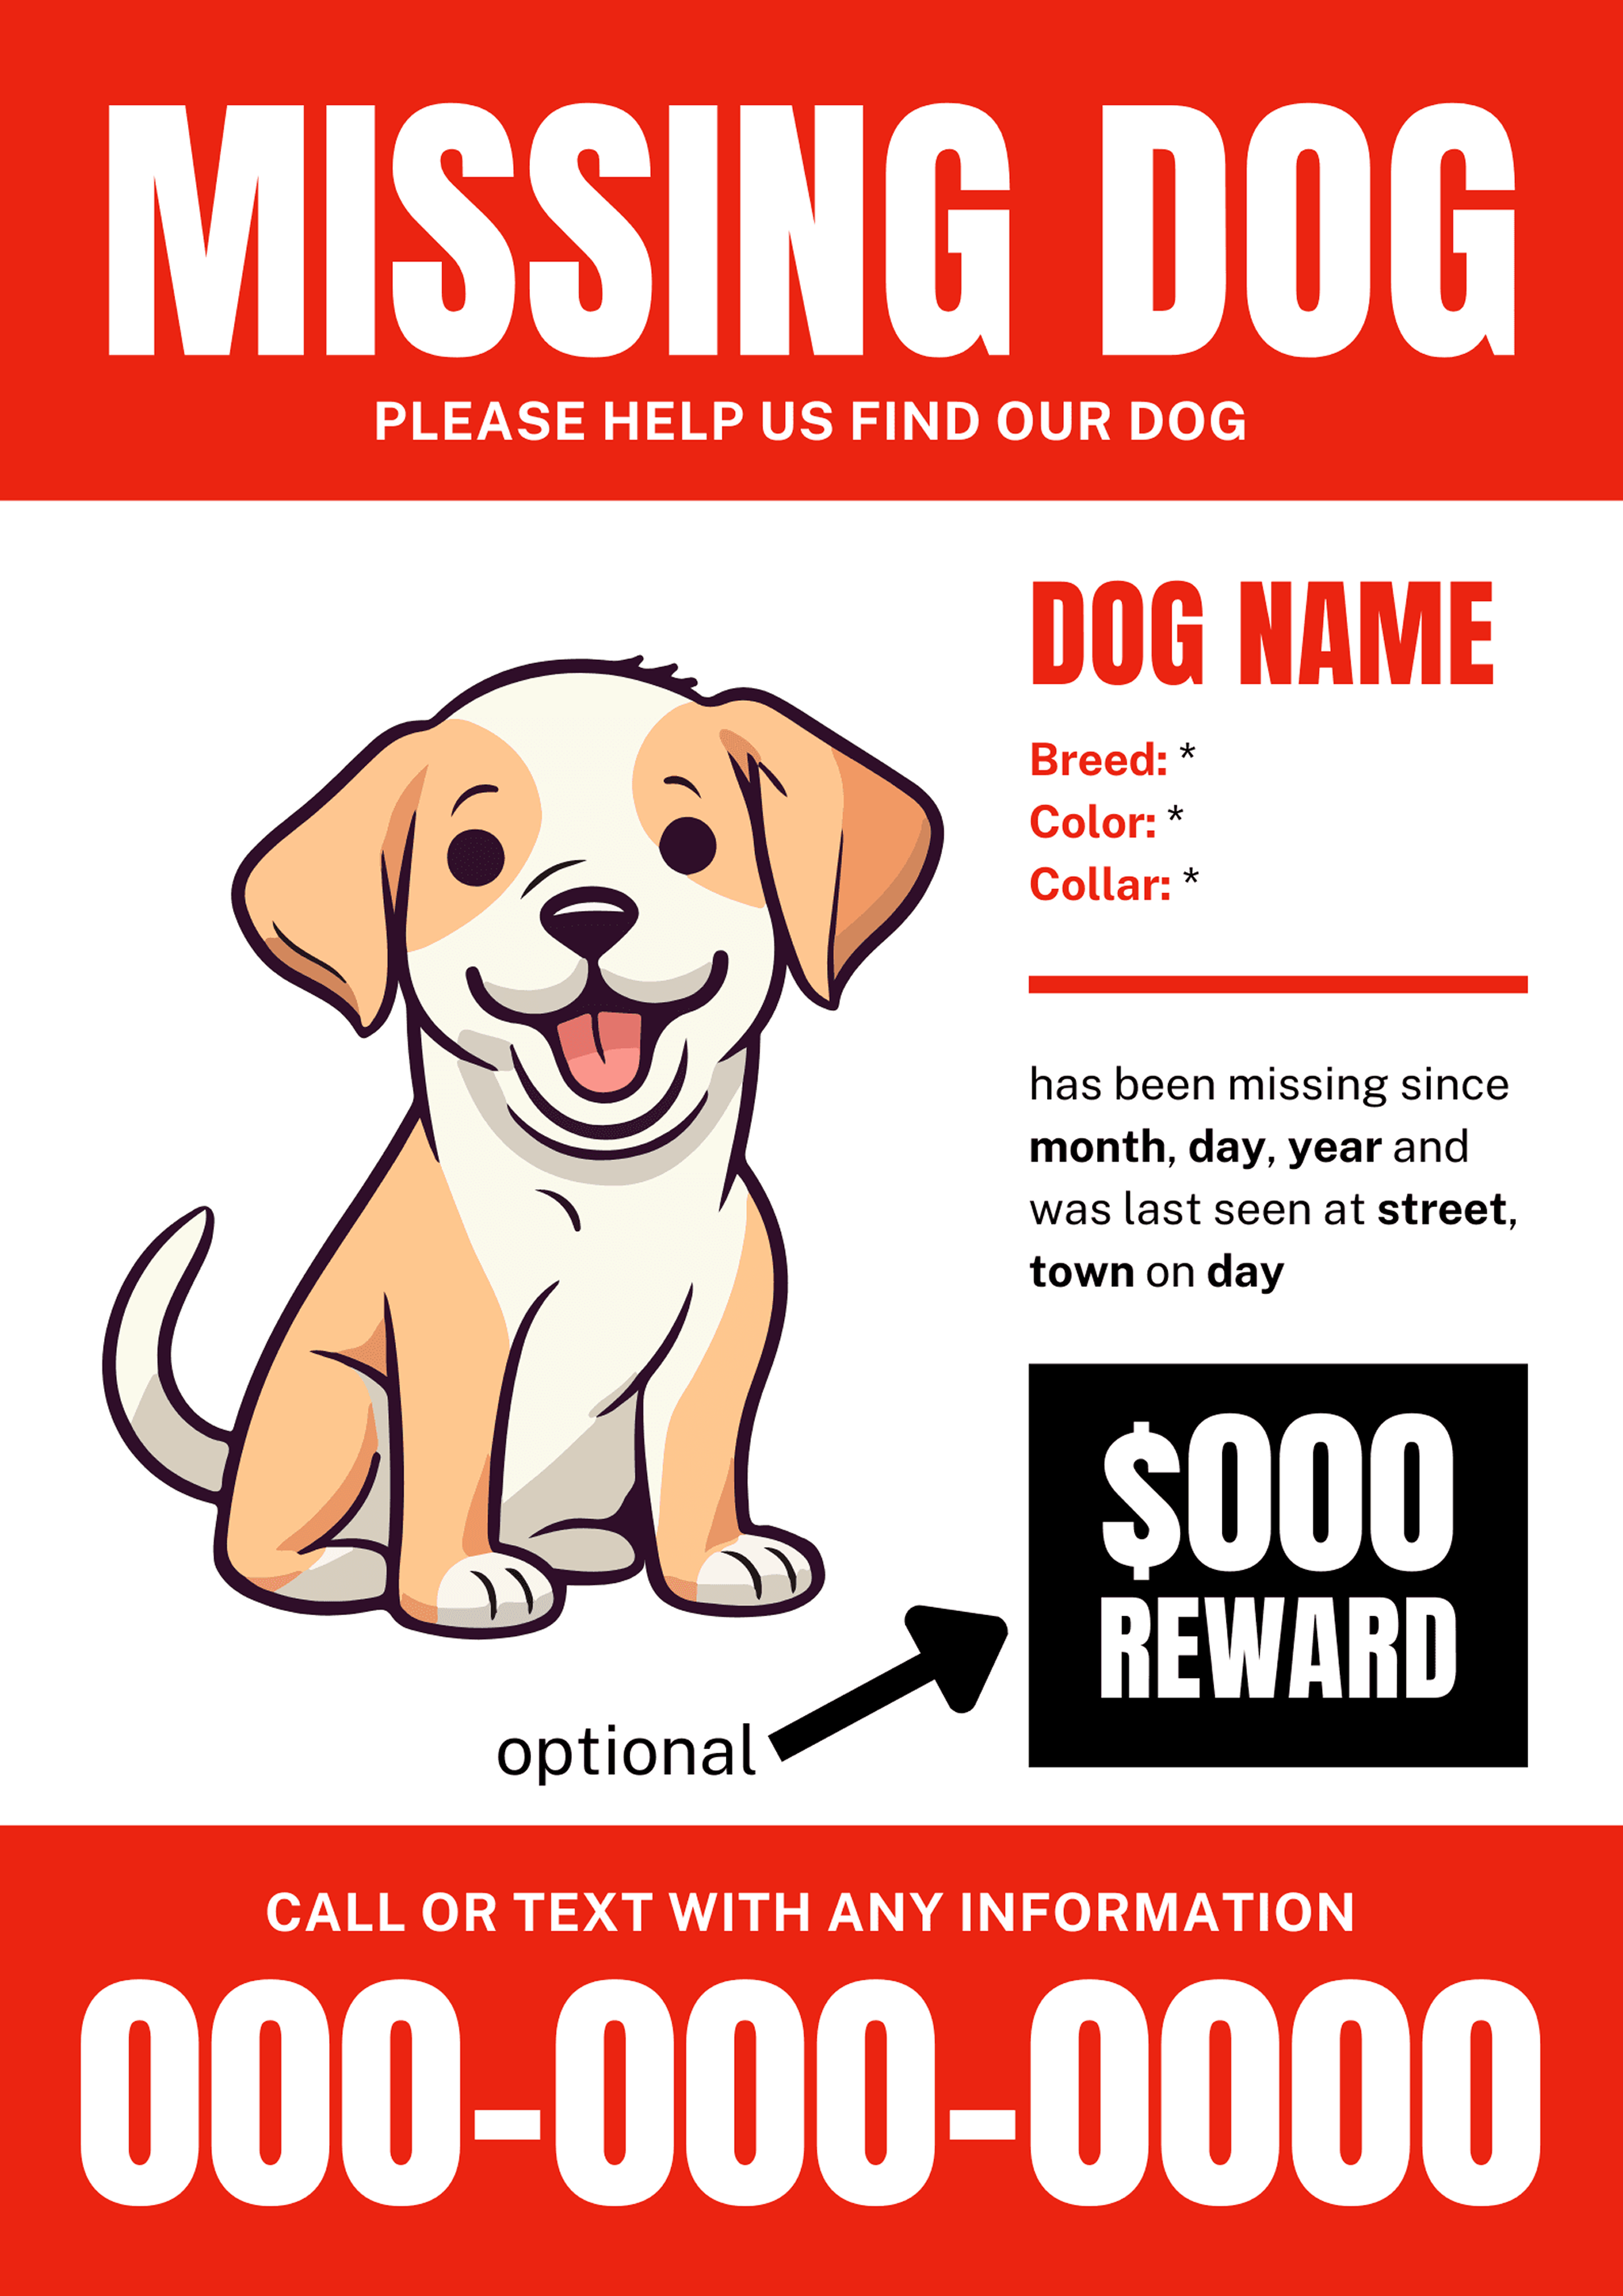 MISSING DOG
PLEASE HELP US FIND OUR DOG
DOG NAME
Breed: *
Color: *
Collar: *
has been missing since
month, day, year and
was last seen at street,
town on day
$000
REWARD
optional
CALL OR TEXT WITH ANY INFORMATION
000-000-0000